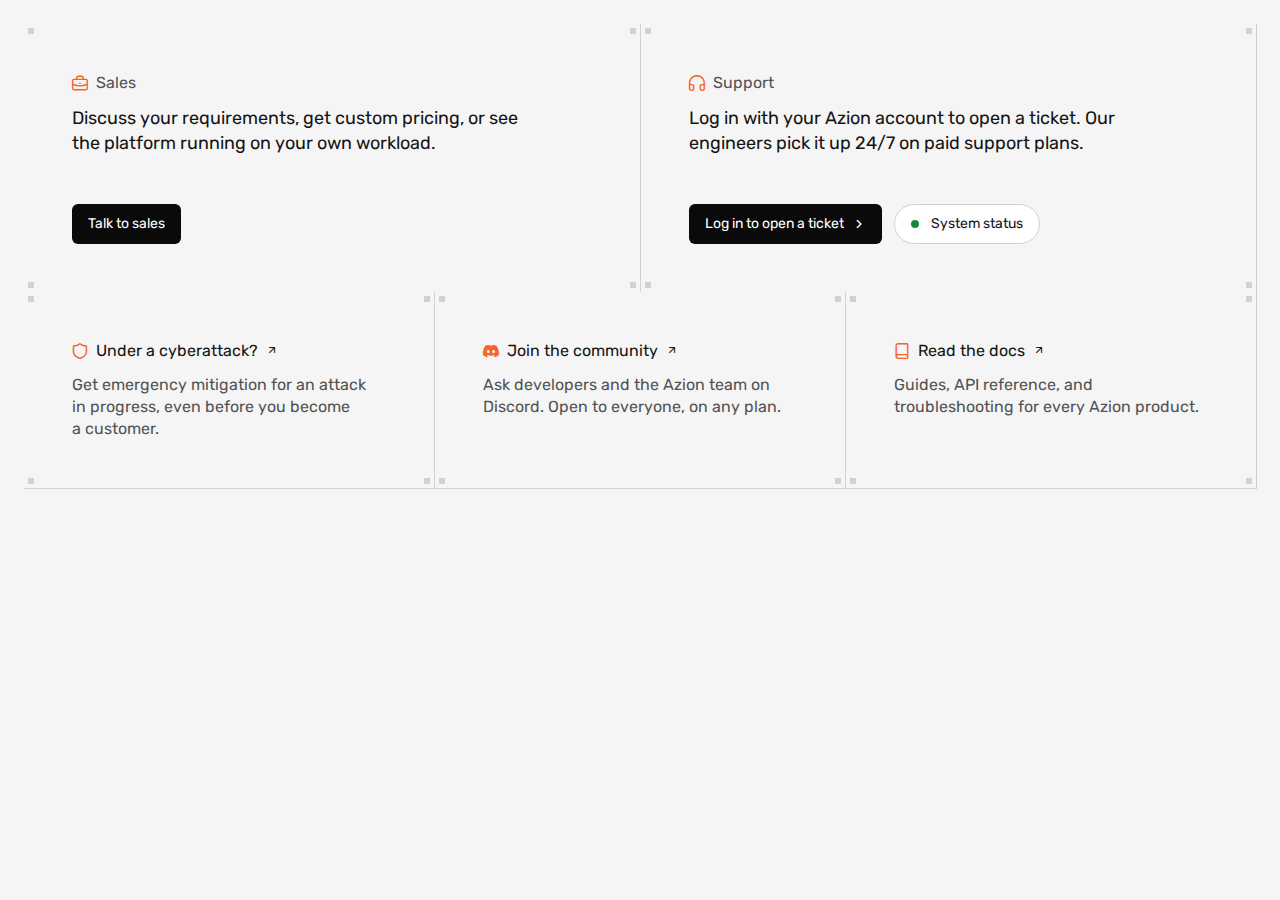 Sales
Discuss your requirements, get custom pricing, or see
the platform running on your own workload.
Talk to sales
Support
Log in with your Azion account to open a ticket. Our
engineers pick it up 24/7 on paid support plans.
Log in to open a ticket
System status
Under a cyberattack?
Get emergency mitigation for an attack
in progress, even before you become
a customer.
Join the community
Ask developers and the Azion team on
Discord. Open to everyone, on any plan.
Read the docs
Guides, API reference, and
troubleshooting for every Azion product.